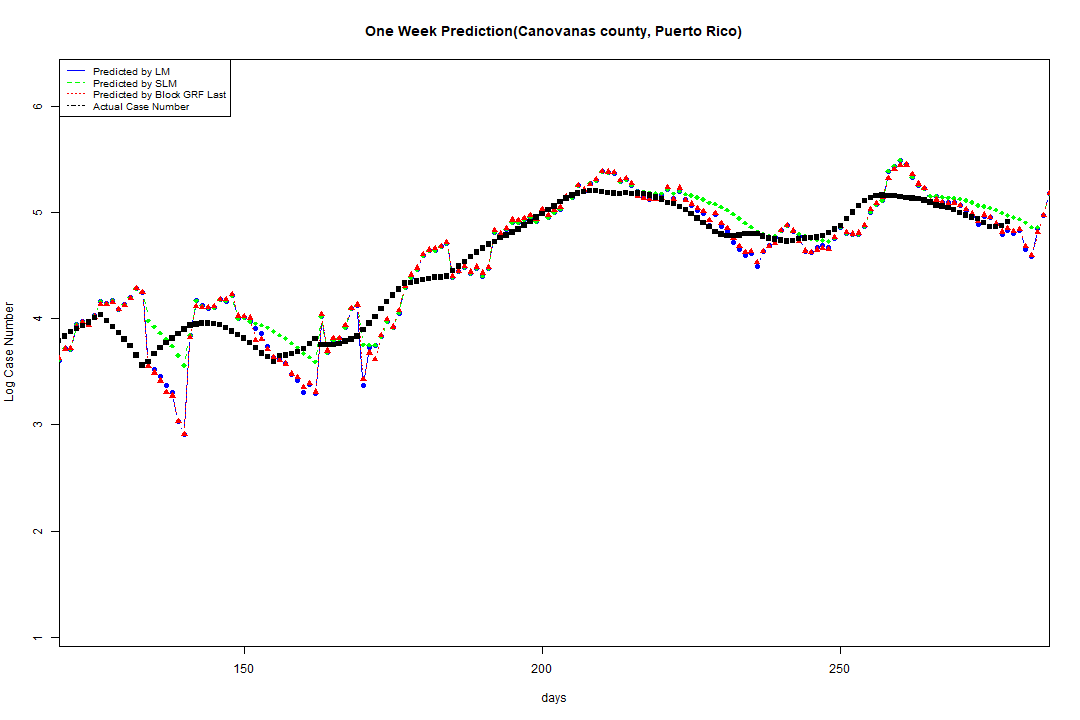 One Week Prediction(Canovanas county, Puerto Rico)
Predicted by LM
Predicted by SLM
Predicted by Block GRF Last
Actual Case Number
6
5
4
3
2
1
Log Case Number
150
200
250
days